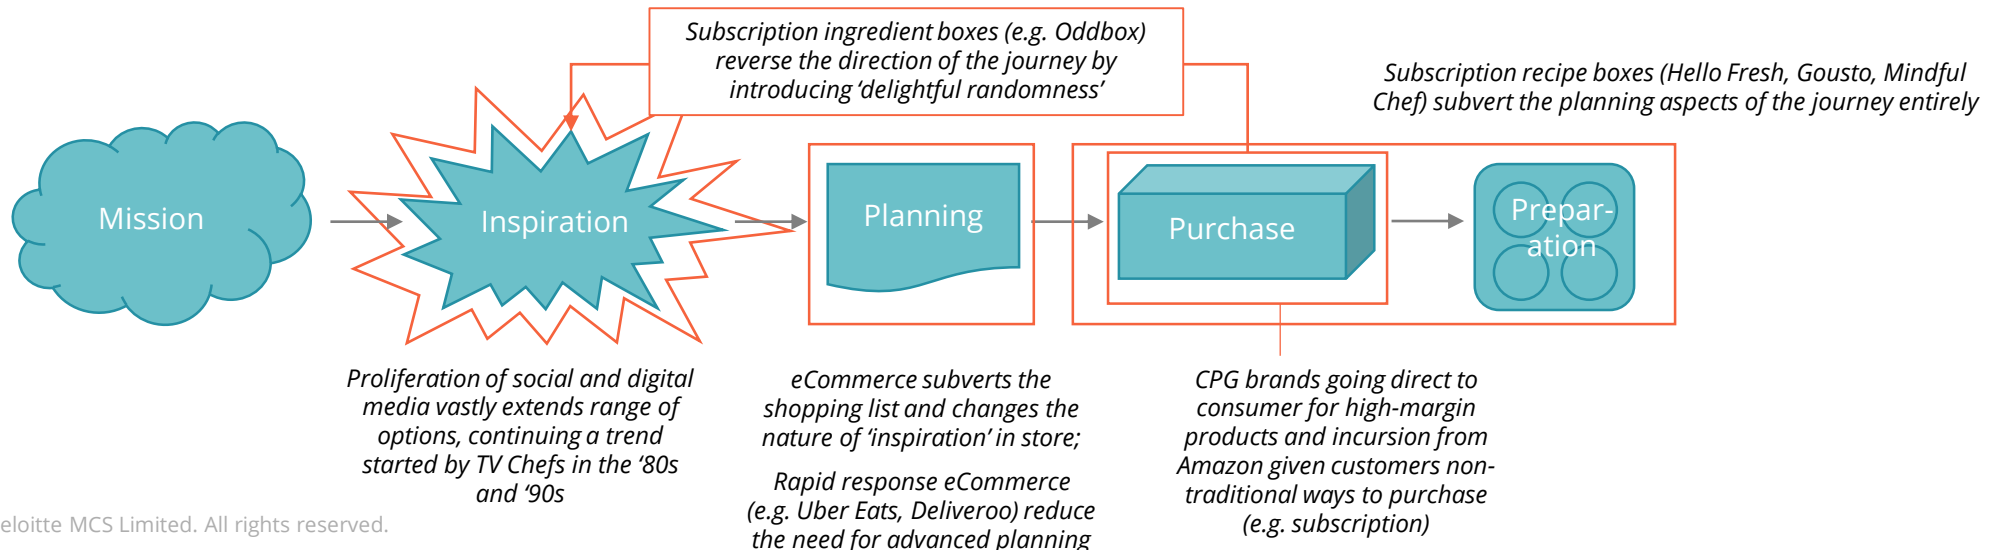 Subscription ingredient boxes (e.g. Oddbox)
reverse the direction of the journey by
introducing ‘delightful randomness’
Subscription recipe boxes (Hello Fresh, Gousto, Mindful
Chef) subvert the planning aspects of the journey entirely
Mission
Inspiration
Planning
Purchase
Prepar-
ation
Proliferation of social and digital
media vastly extends range of
options, continuing a trend
started by TV Chefs in the ‘80s
and ‘90s
eCommerce subverts the
shopping list and changes the
nature of ‘inspiration’ in store;
Rapid response eCommerce
(e.g. Uber Eats, Deliveroo) reduce
the need for advanced planning
CPG brands going direct to
consumer for high-margin
products and incursion from
Amazon given customers non-
traditional ways to purchase
(e.g. subscription)
eloitte MCS Limited. All rights reserved.